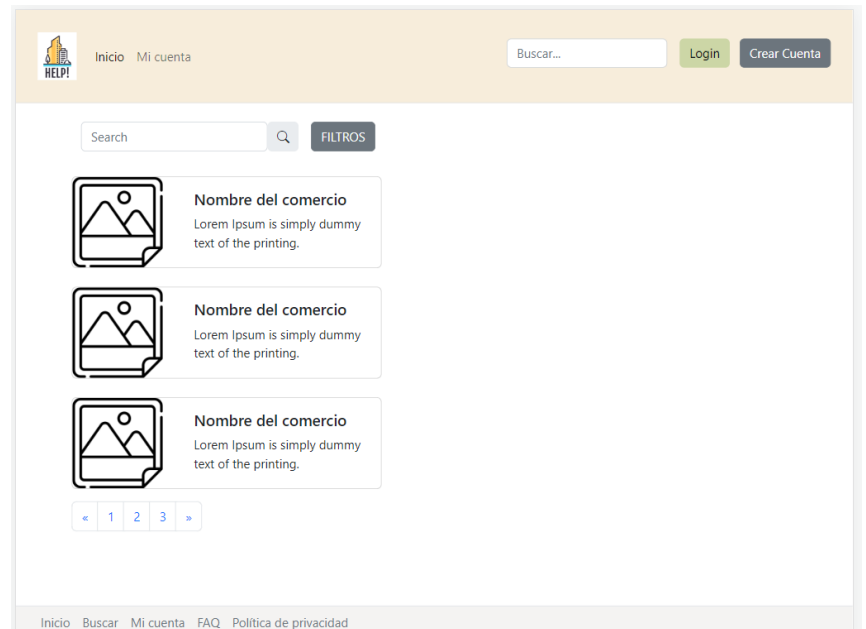 HELP!
Inicio Mi cuenta
Buscar...
Login
Crear Cuenta
Search
FILTROS
Nombre del comercio
Lorem Ipsum is simply dummy
text of the printing.
Nombre del comercio
Lorem Ipsum is simply dummy
text of the printing.
Nombre del comercio
Lorem Ipsum is simply dummy
text of the printing.
« 1 2 3 »
Inicio Buscar Mi cuenta FAQ Política de privacidad